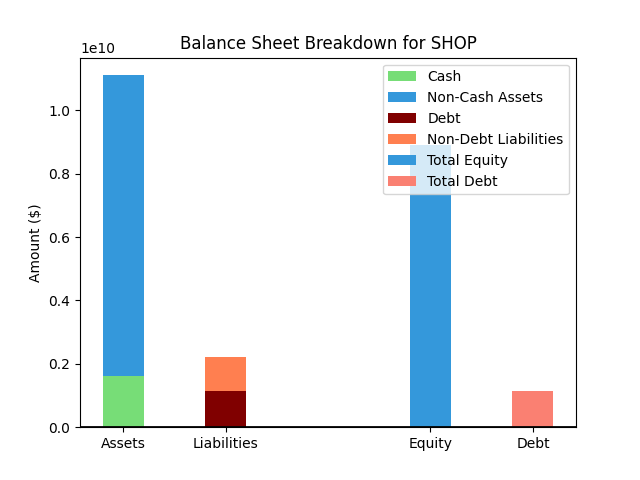 Balance Sheet Breakdown for SHOP
1e10
Cash
Non-Cash Assets
Debt
Non-Debt Liabilities
Total Equity
Total Debt
Amount ($)
1.0
0.8
0.6
0.4
0.2
0.0
Assets
Liabilities
Equity
Debt